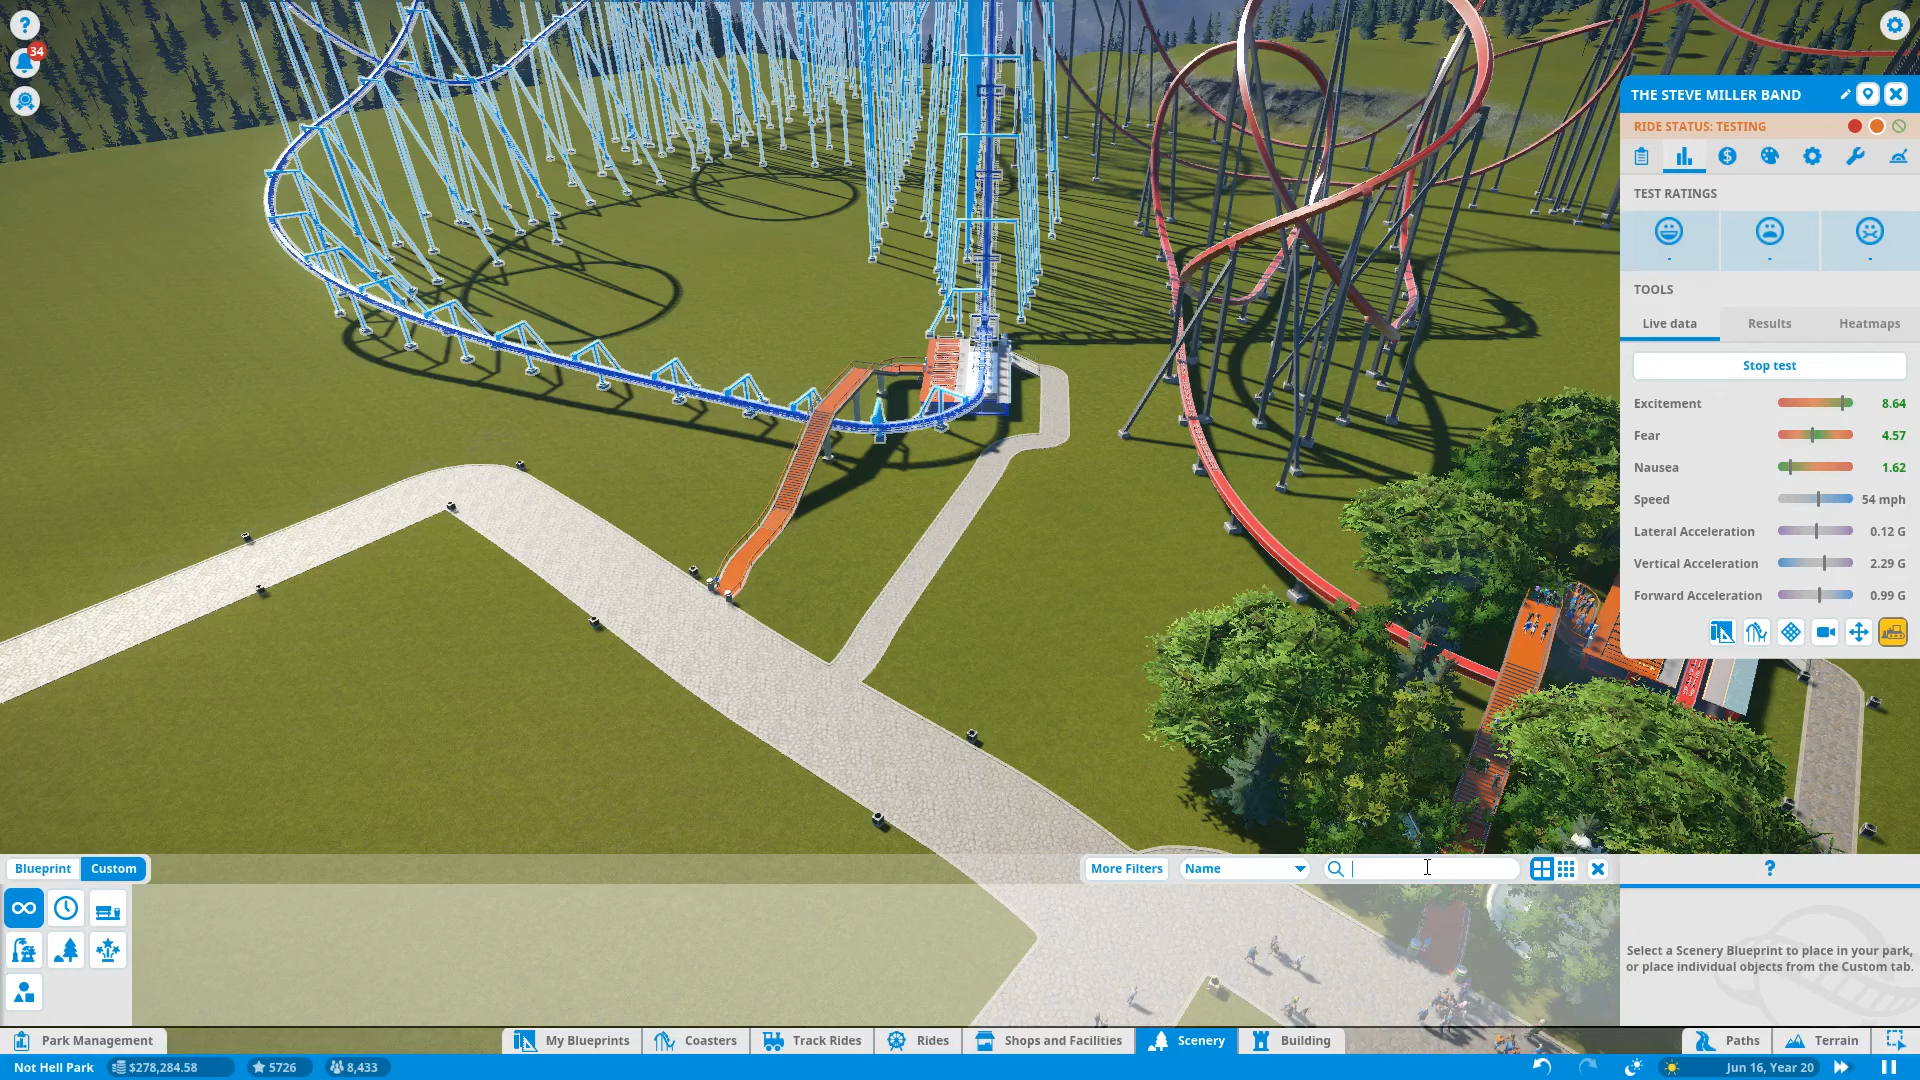 ?
34
THE STEVE MILLER BAND
RIDE STATUS: TESTING
TEST RATINGS
- - -
TOOLS
Live data Results Heatmaps
Stop test
Excitement 8.64
Fear 4.57
Nausea 1.62
Speed 54 mph
Lateral Acceleration 0.12 G
Vertical Acceleration 2.29 G
Forward Acceleration 0.99 G
Blueprint Custom More Filters Name
?
Select a Scenery Blueprint to place in your park,
or place individual objects from the Custom tab.
Park Management My Blueprints Coasters Track Rides Rides Shops and Facilities Scenery Building Paths Terrain
Not Hell Park $278,284.58 5726 8,433 Jun 16, Year 20